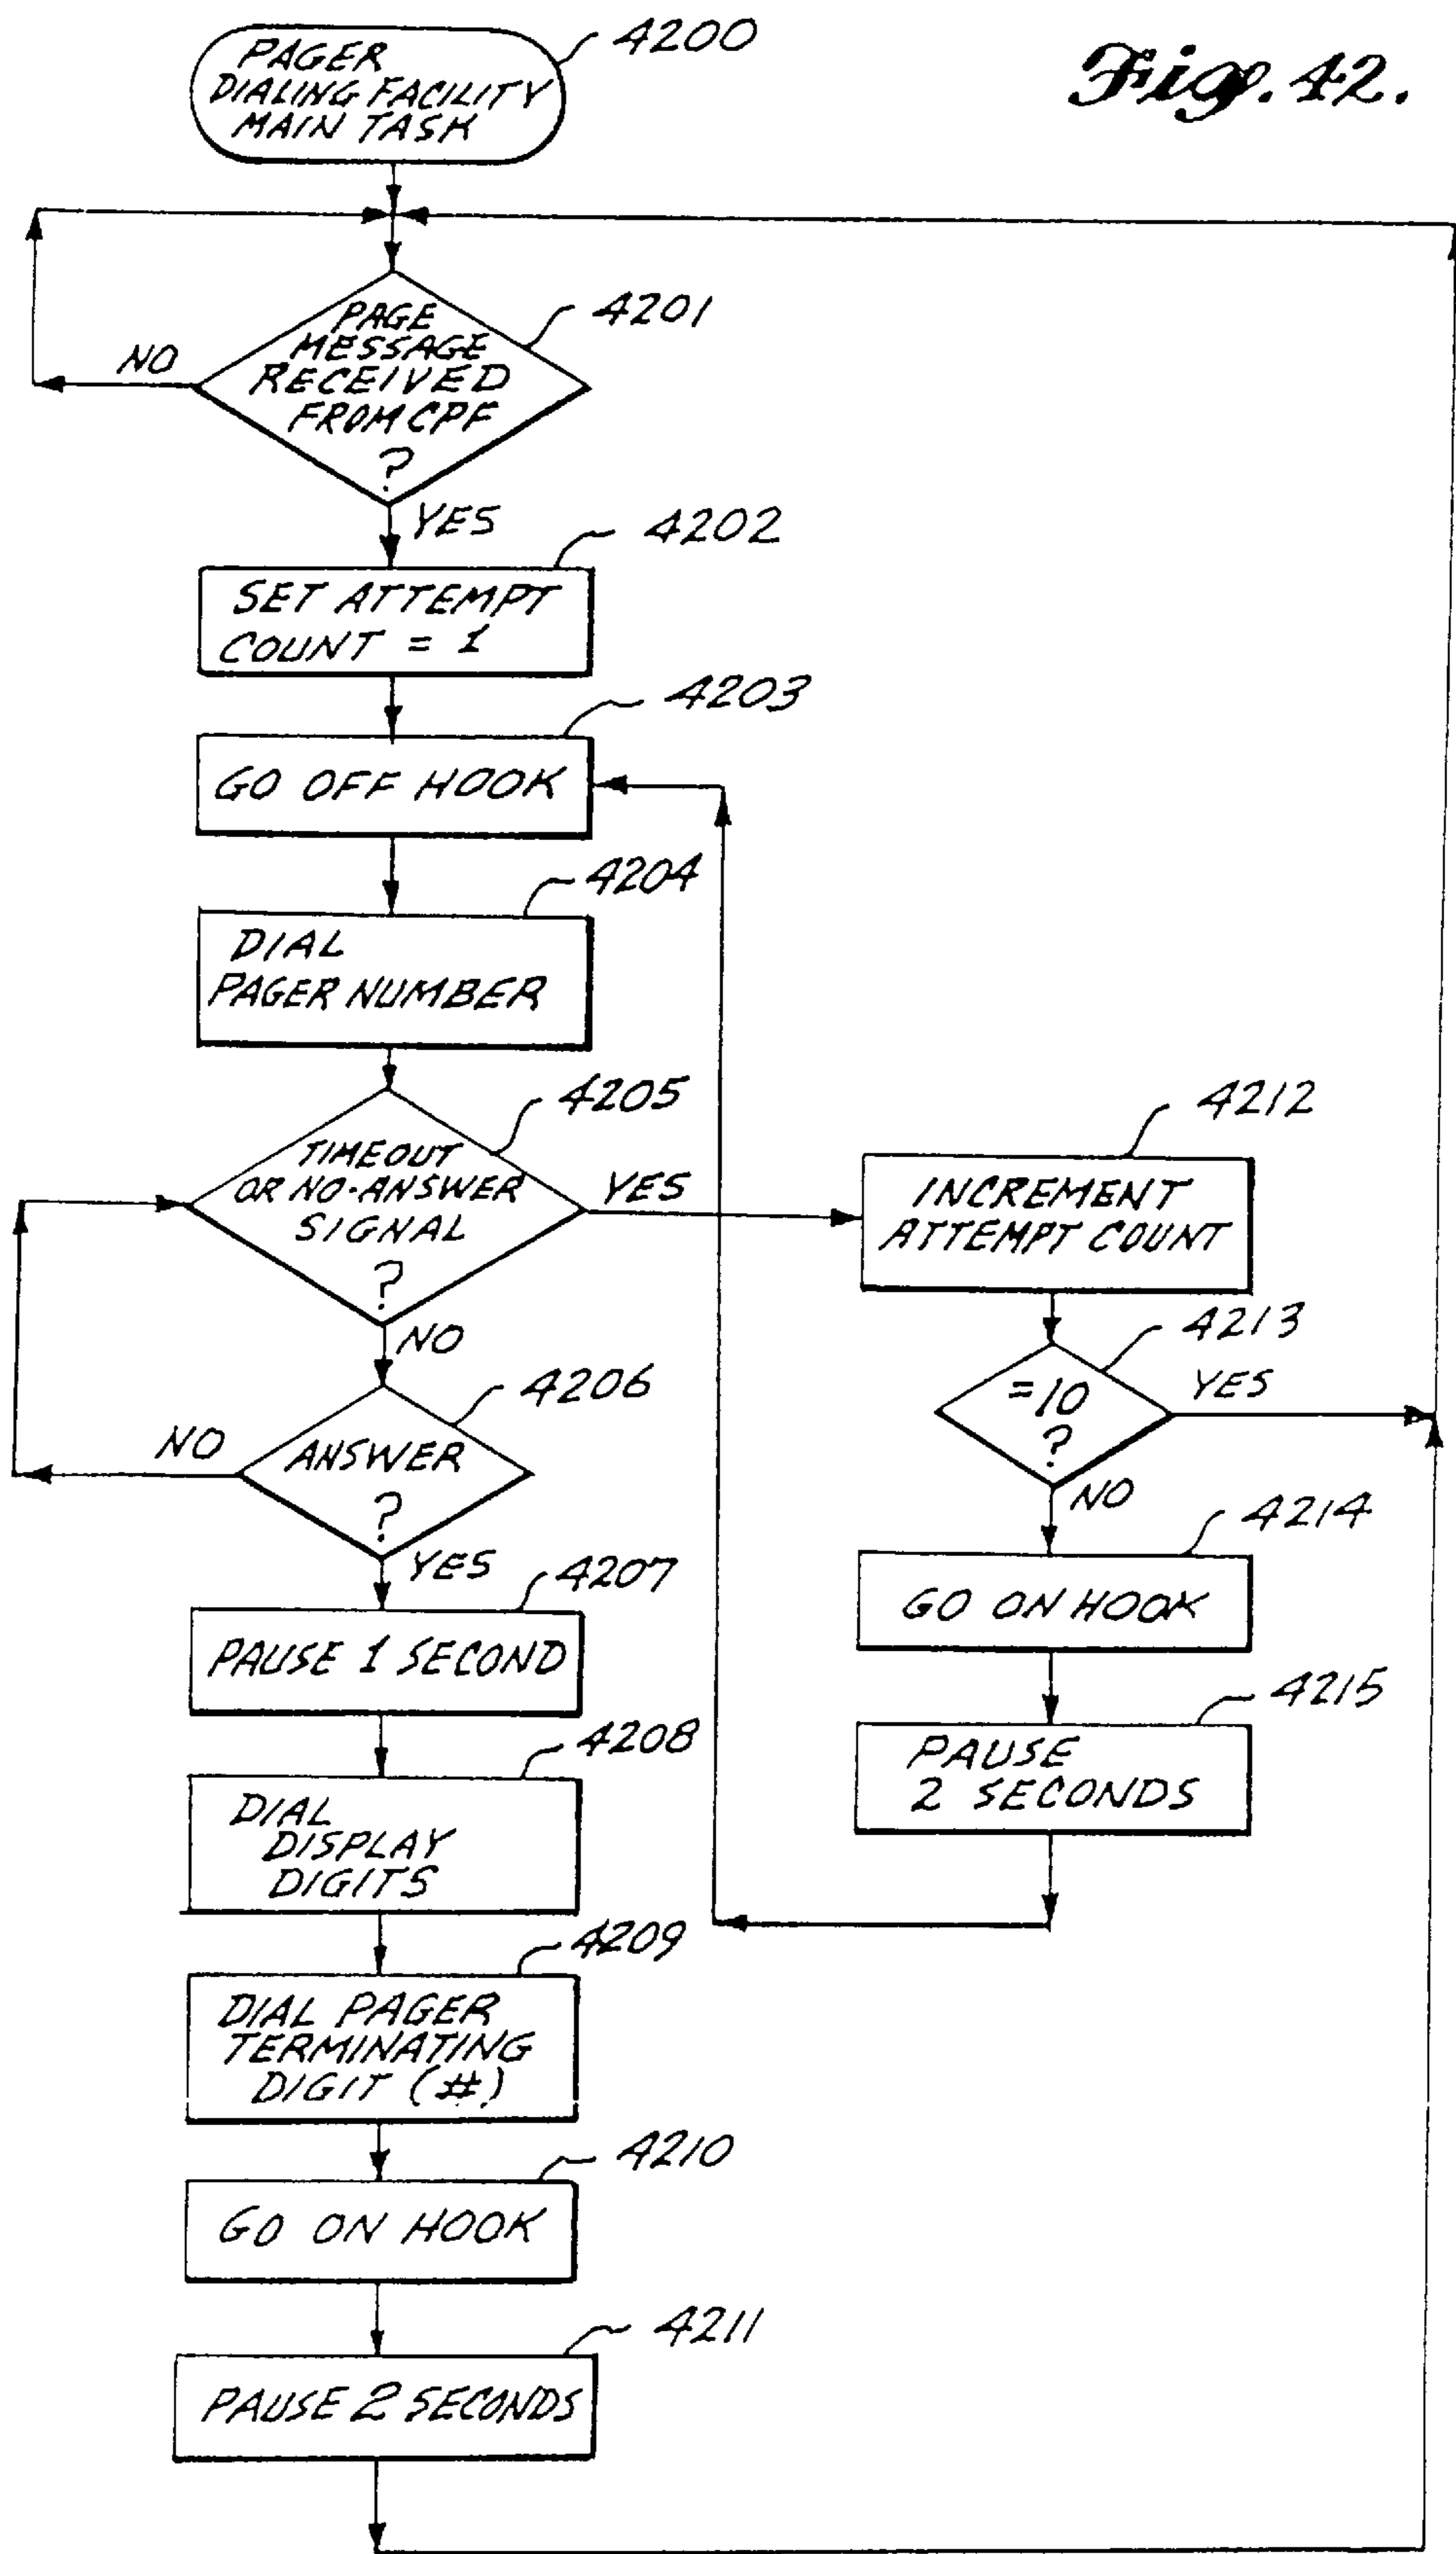 Fig. 42.
4200
PAGER
DIALING FACILITY
MAIN TASK
4201
PAGE
MESSAGE
RECEIVED
FROM CPF
?
NO
YES
4202
SET ATTEMPT
COUNT = 1
4203
GO OFF HOOK
4204
DIAL
PAGER NUMBER
4205
TIMEOUT
OR NO-ANSWER
SIGNAL
?
YES
NO
4206
ANSWER
?
NO
YES
4207
PAUSE 1 SECOND
4208
DIAL
DISPLAY
DIGITS
4209
DIAL PAGER
TERMINATING
DIGIT (#)
4210
GO ON HOOK
4211
PAUSE 2 SECONDS
4212
INCREMENT
ATTEMPT COUNT
4213
=10
?
YES
NO
4214
GO ON HOOK
4215
PAUSE
2 SECONDS